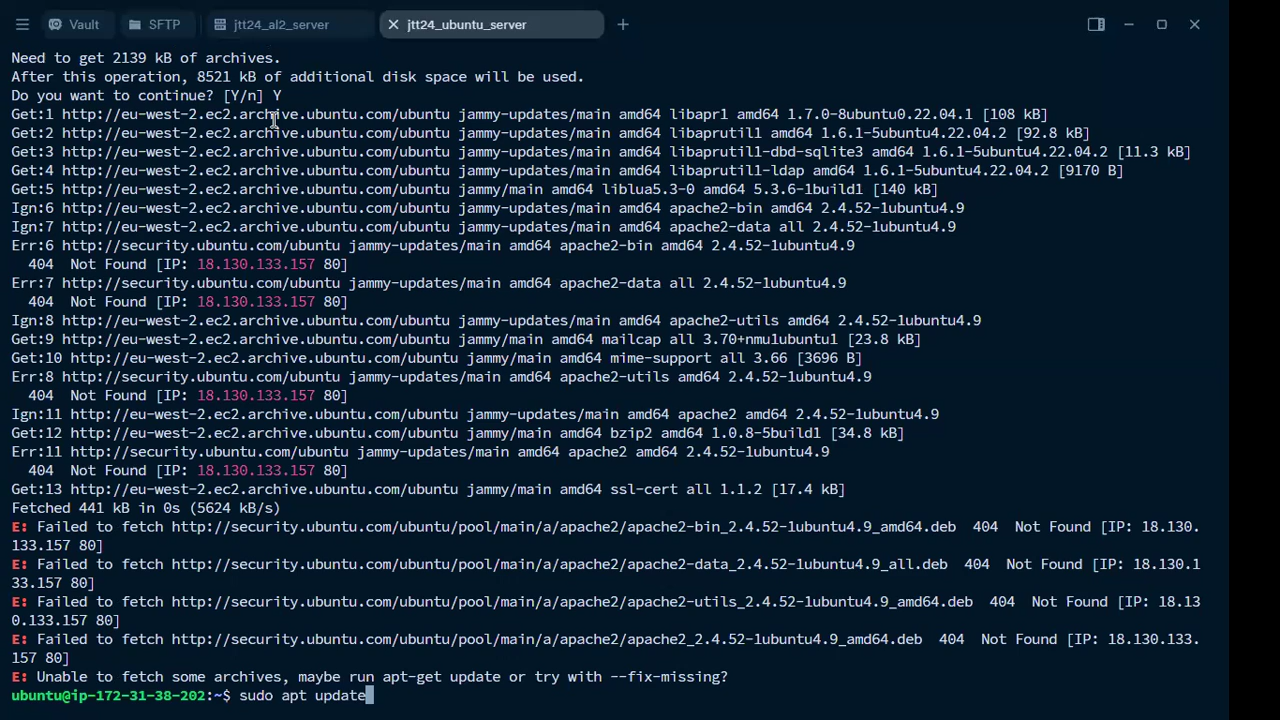 Vault SFTP jtt24_al2_server jtt24_ubuntu_server
Need to get 2139 kB of archives.
After this operation, 8521 kB of additional disk space will be used.
Do you want to continue? [Y/n] Y
Get:1 http://eu-west-2.ec2.archive.ubuntu.com/ubuntu jammy-updates/main amd64 libapr1 amd64 1.7.0-8ubuntu0.22.04.1 [108 kB]
Get:2 http://eu-west-2.ec2.archive.ubuntu.com/ubuntu jammy-updates/main amd64 libaprutil1 amd64 1.6.1-5ubuntu4.22.04.2 [92.8 kB]
Get:3 http://eu-west-2.ec2.archive.ubuntu.com/ubuntu jammy-updates/main amd64 libaprutil1-dbd-sqlite3 amd64 1.6.1-5ubuntu4.22.04.2 [11.3 kB]
Get:4 http://eu-west-2.ec2.archive.ubuntu.com/ubuntu jammy-updates/main amd64 libaprutil1-ldap amd64 1.6.1-5ubuntu4.22.04.2 [9170 B]
Get:5 http://eu-west-2.ec2.archive.ubuntu.com/ubuntu jammy/main amd64 liblua5.3-0 amd64 5.3.6-1build1 [140 kB]
Ign:6 http://eu-west-2.ec2.archive.ubuntu.com/ubuntu jammy-updates/main amd64 apache2-bin amd64 2.4.52-1ubuntu4.9
Ign:7 http://eu-west-2.ec2.archive.ubuntu.com/ubuntu jammy-updates/main amd64 apache2-data all 2.4.52-1ubuntu4.9
Err:6 http://security.ubuntu.com/ubuntu jammy-updates/main amd64 apache2-bin amd64 2.4.52-1ubuntu4.9
404 Not Found [IP: 18.130.133.157 80]
Err:7 http://security.ubuntu.com/ubuntu jammy-updates/main amd64 apache2-data all 2.4.52-1ubuntu4.9
404 Not Found [IP: 18.130.133.157 80]
Ign:8 http://eu-west-2.ec2.archive.ubuntu.com/ubuntu jammy-updates/main amd64 apache2-utils amd64 2.4.52-1ubuntu4.9
Get:9 http://eu-west-2.ec2.archive.ubuntu.com/ubuntu jammy/main amd64 mailcap all 3.70+nmu1ubuntu1 [23.8 kB]
Get:10 http://eu-west-2.ec2.archive.ubuntu.com/ubuntu jammy/main amd64 mime-support all 3.66 [3696 B]
Err:8 http://security.ubuntu.com/ubuntu jammy-updates/main amd64 apache2-utils amd64 2.4.52-1ubuntu4.9
404 Not Found [IP: 18.130.133.157 80]
Ign:11 http://eu-west-2.ec2.archive.ubuntu.com/ubuntu jammy-updates/main amd64 apache2 amd64 2.4.52-1ubuntu4.9
Get:12 http://eu-west-2.ec2.archive.ubuntu.com/ubuntu jammy/main amd64 bzip2 amd64 1.0.8-5build1 [34.8 kB]
Err:11 http://security.ubuntu.com/ubuntu jammy-updates/main amd64 apache2 amd64 2.4.52-1ubuntu4.9
404 Not Found [IP: 18.130.133.157 80]
Get:13 http://eu-west-2.ec2.archive.ubuntu.com/ubuntu jammy/main amd64 ssl-cert all 1.1.2 [17.4 kB]
Fetched 441 kB in 0s (5624 kB/s)
E: Failed to fetch http://security.ubuntu.com/ubuntu/pool/main/a/apache2/apache2-bin_2.4.52-1ubuntu4.9_amd64.deb 404 Not Found [IP: 18.130.
133.157 80]
E: Failed to fetch http://security.ubuntu.com/ubuntu/pool/main/a/apache2/apache2-data_2.4.52-1ubuntu4.9_all.deb 404 Not Found [IP: 18.130.1
33.157 80]
E: Failed to fetch http://security.ubuntu.com/ubuntu/pool/main/a/apache2/apache2-utils_2.4.52-1ubuntu4.9_amd64.deb 404 Not Found [IP: 18.13
0.133.157 80]
E: Failed to fetch http://security.ubuntu.com/ubuntu/pool/main/a/apache2/apache2_2.4.52-1ubuntu4.9_amd64.deb 404 Not Found [IP: 18.130.133.
157 80]
E: Unable to fetch some archives, maybe run apt-get update or try with --fix-missing?
ubuntu@ip-172-31-38-202:~$ sudo apt update